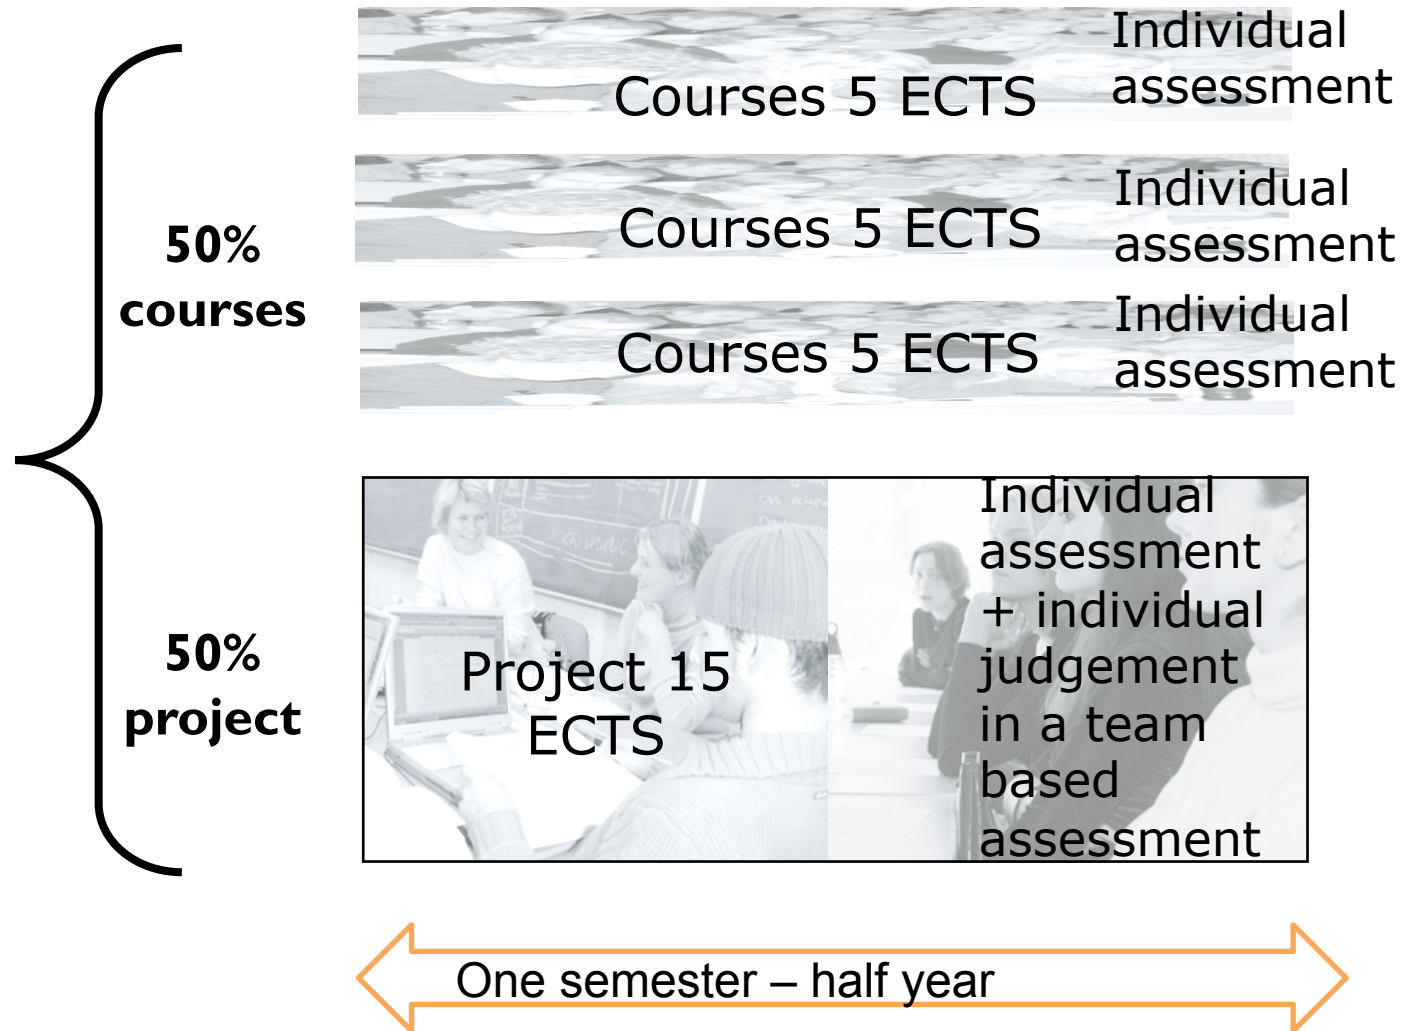 Individual
assessment
Courses 5 ECTS
Individual
assessment
Courses 5 ECTS
50%
courses
Individual
assessment
Courses 5 ECTS
Individual
assessment
+ individual
judgement
in a team
based
assessment
50%
project
Project 15
ECTS
One semester – half year